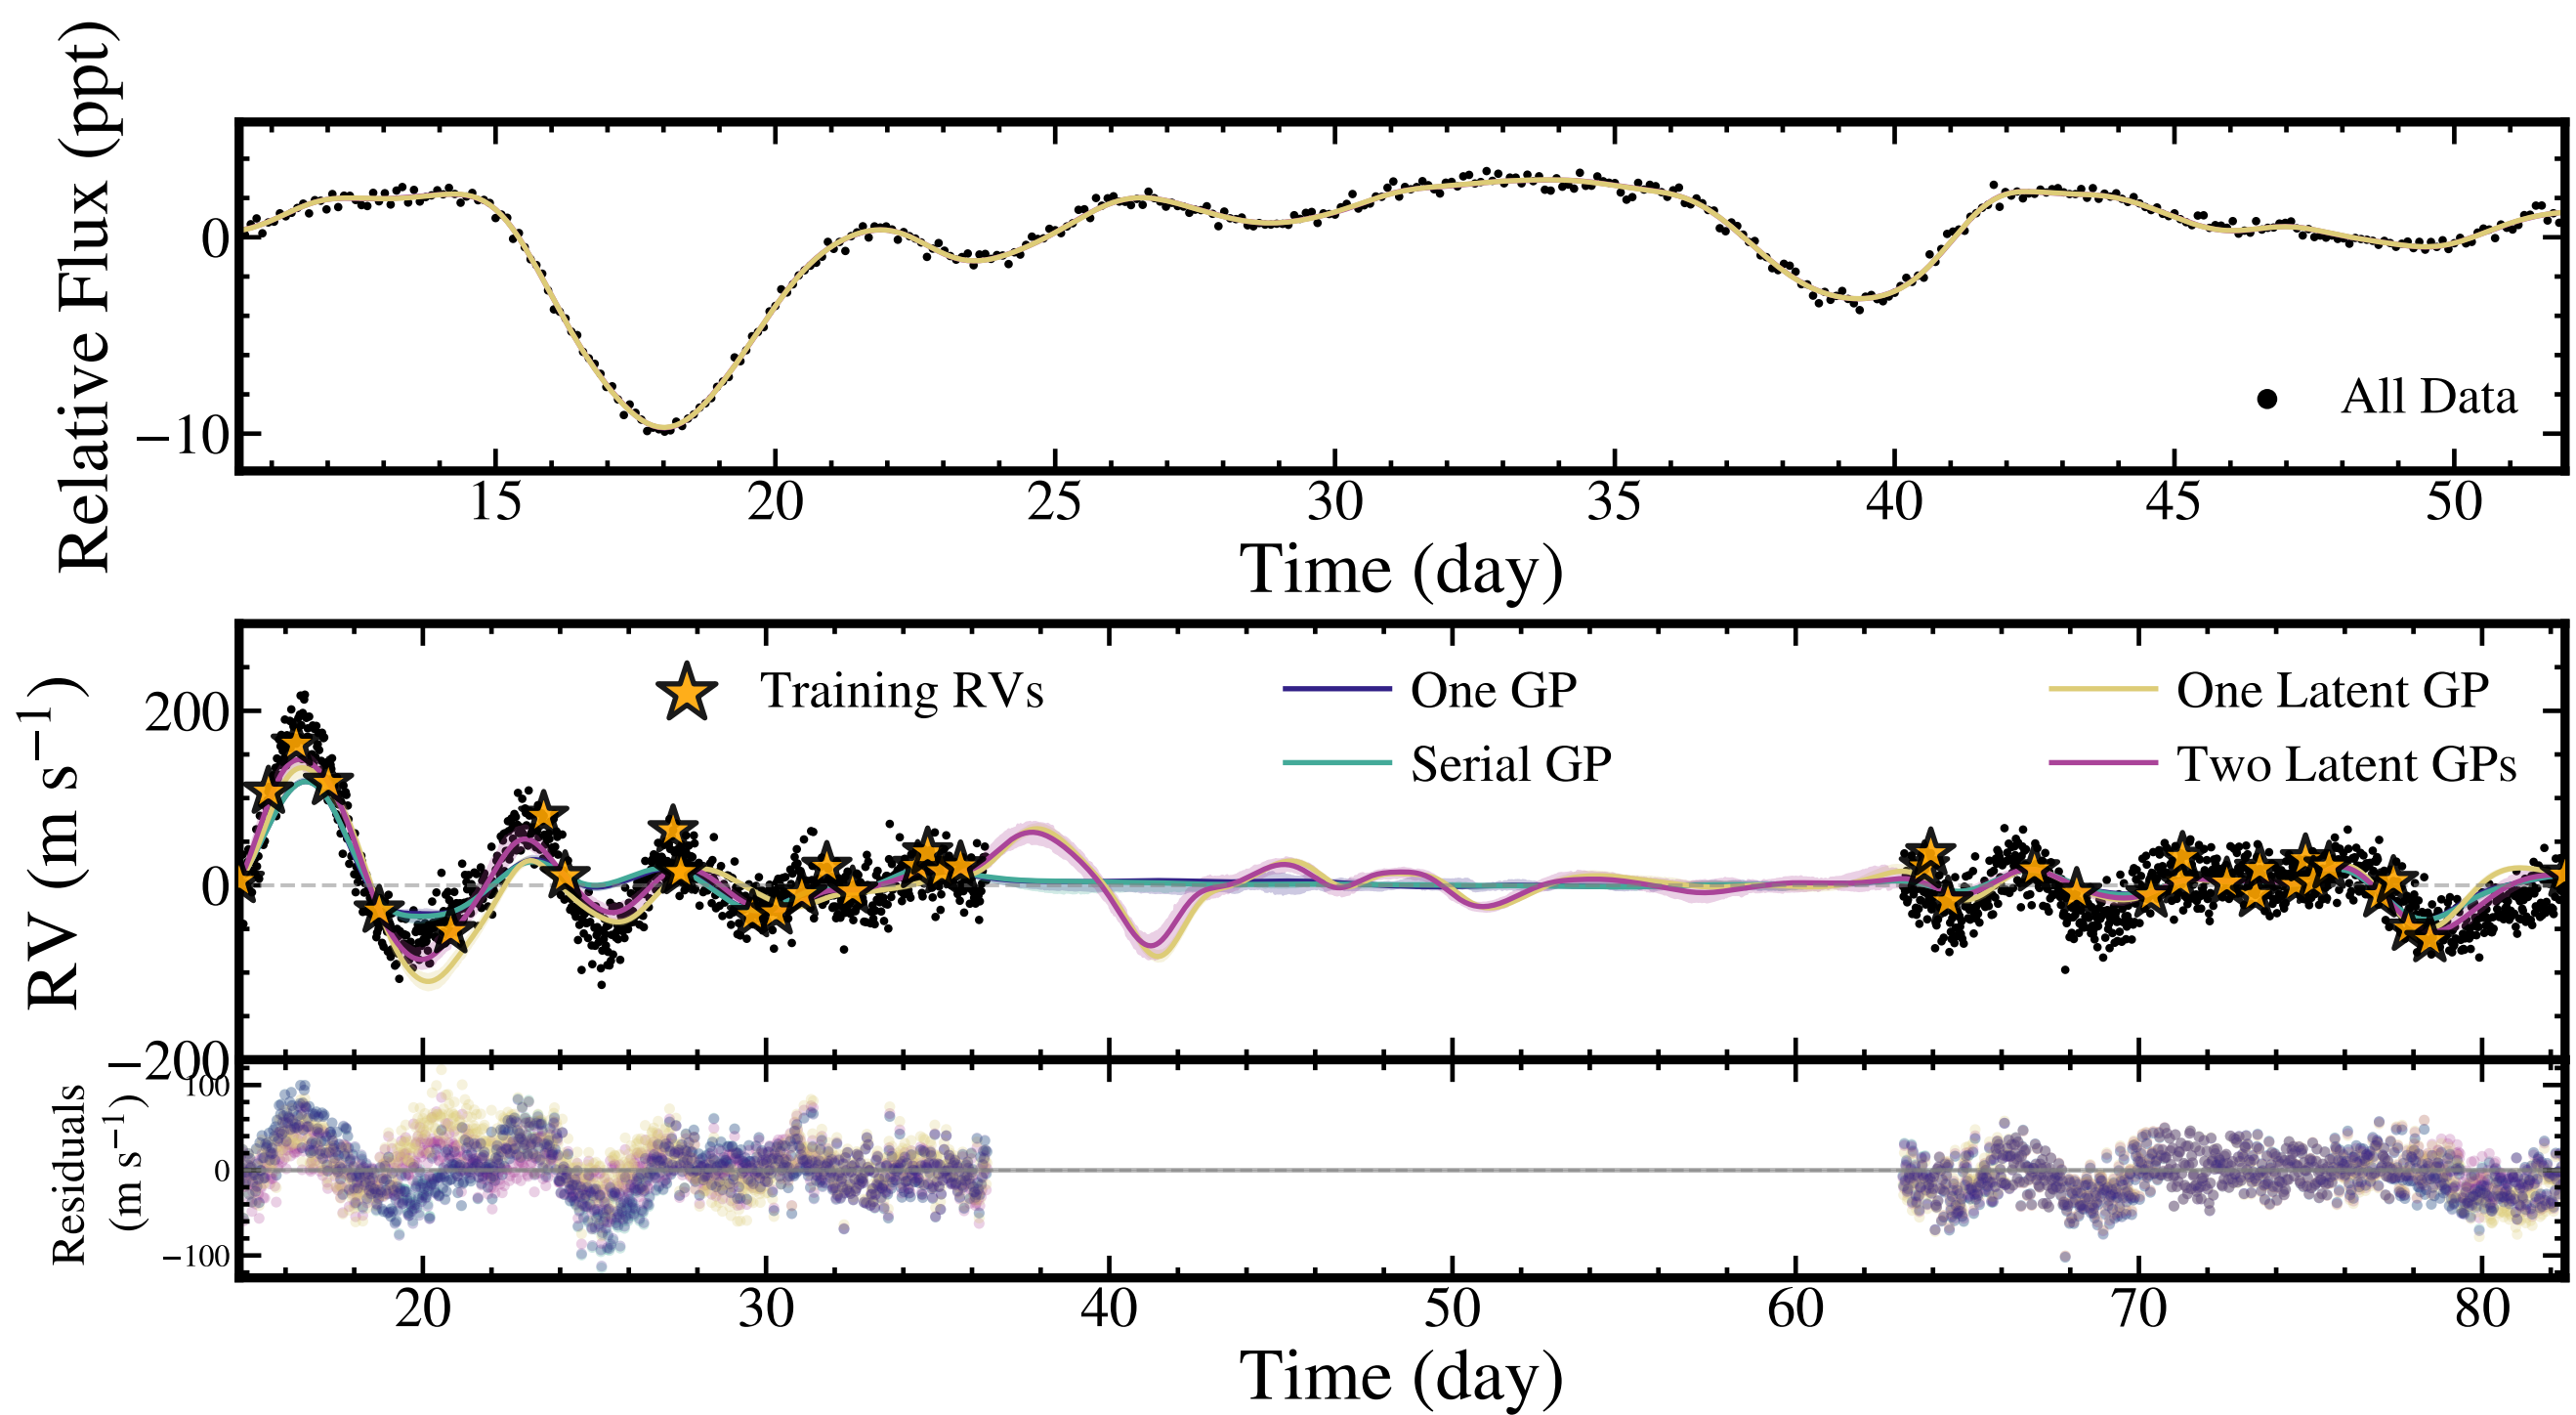 Relative Flux (ppt)
0
−10
All Data
15 20 25 30 35 40 45 50
Time (day)
RV (m s⁻¹)
200
0
−200
Training RVs
One GP
One Latent GP
Serial GP
Two Latent GPs
Residuals
(m s⁻¹)
100
0
−100
20 30 40 50 60 70 80
Time (day)